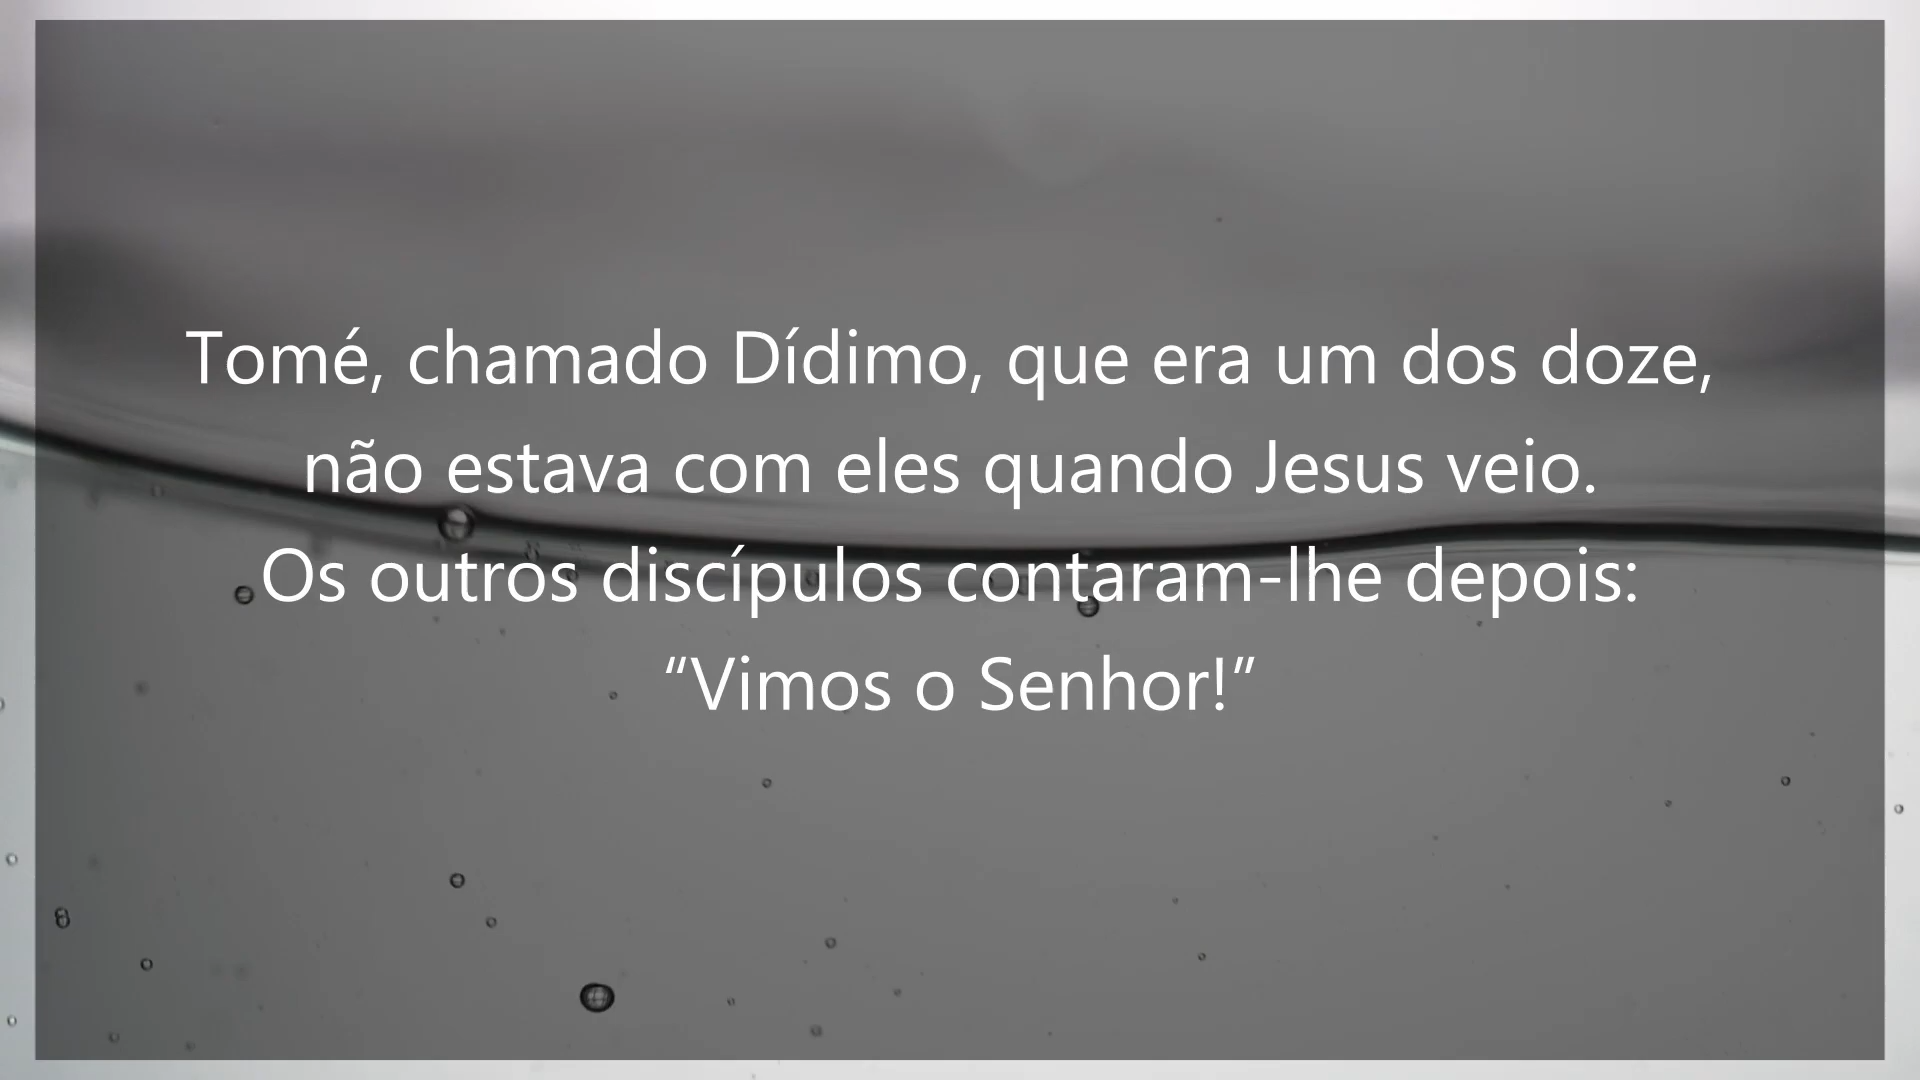 Tomé, chamado Dídimo, que era um dos doze,
não estava com eles quando Jesus veio.
Os outros discípulos contaram-lhe depois:
“Vimos o Senhor!”